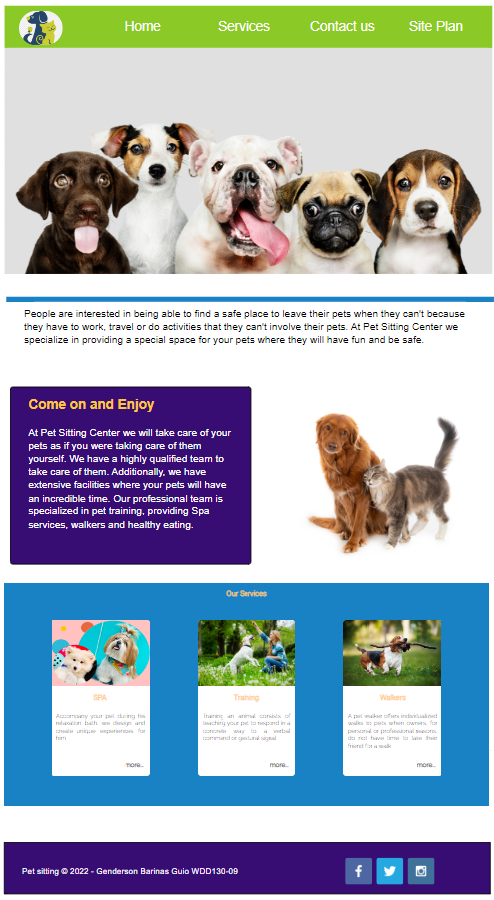 Home Services Contact us Site Plan
People are interested in being able to find a safe place to leave their pets when they can't because
they have to work, travel or do activities that they can't involve their pets. At Pet Sitting Center we
specialize in providing a special space for your pets where they will have fun and be safe.
Come on and Enjoy
At Pet Sitting Center we will take care of your
pets as if you were taking care of them
yourself. We have a highly qualified team to
take care of them. Additionally, we have
extensive facilities where your pets will have
an incredible time. Our professional team is
specialized in pet training, providing Spa
services, walkers and healthy eating.
Our Services
SPA
Accompany your pet during his
relaxation bath, we design and
create unique experiences for
him
more...
Training
Training an animal consists of
teaching your pet to respond in a
concrete way to a verbal
command or gestural signal
more...
Walkers
A pet walker offers individualized
walks to pets when owners for
personal or professional reasons
do not have time to take their
friend for a walk
more...
Pet sitting © 2022 - Genderson Barinas Guio WDD130-09